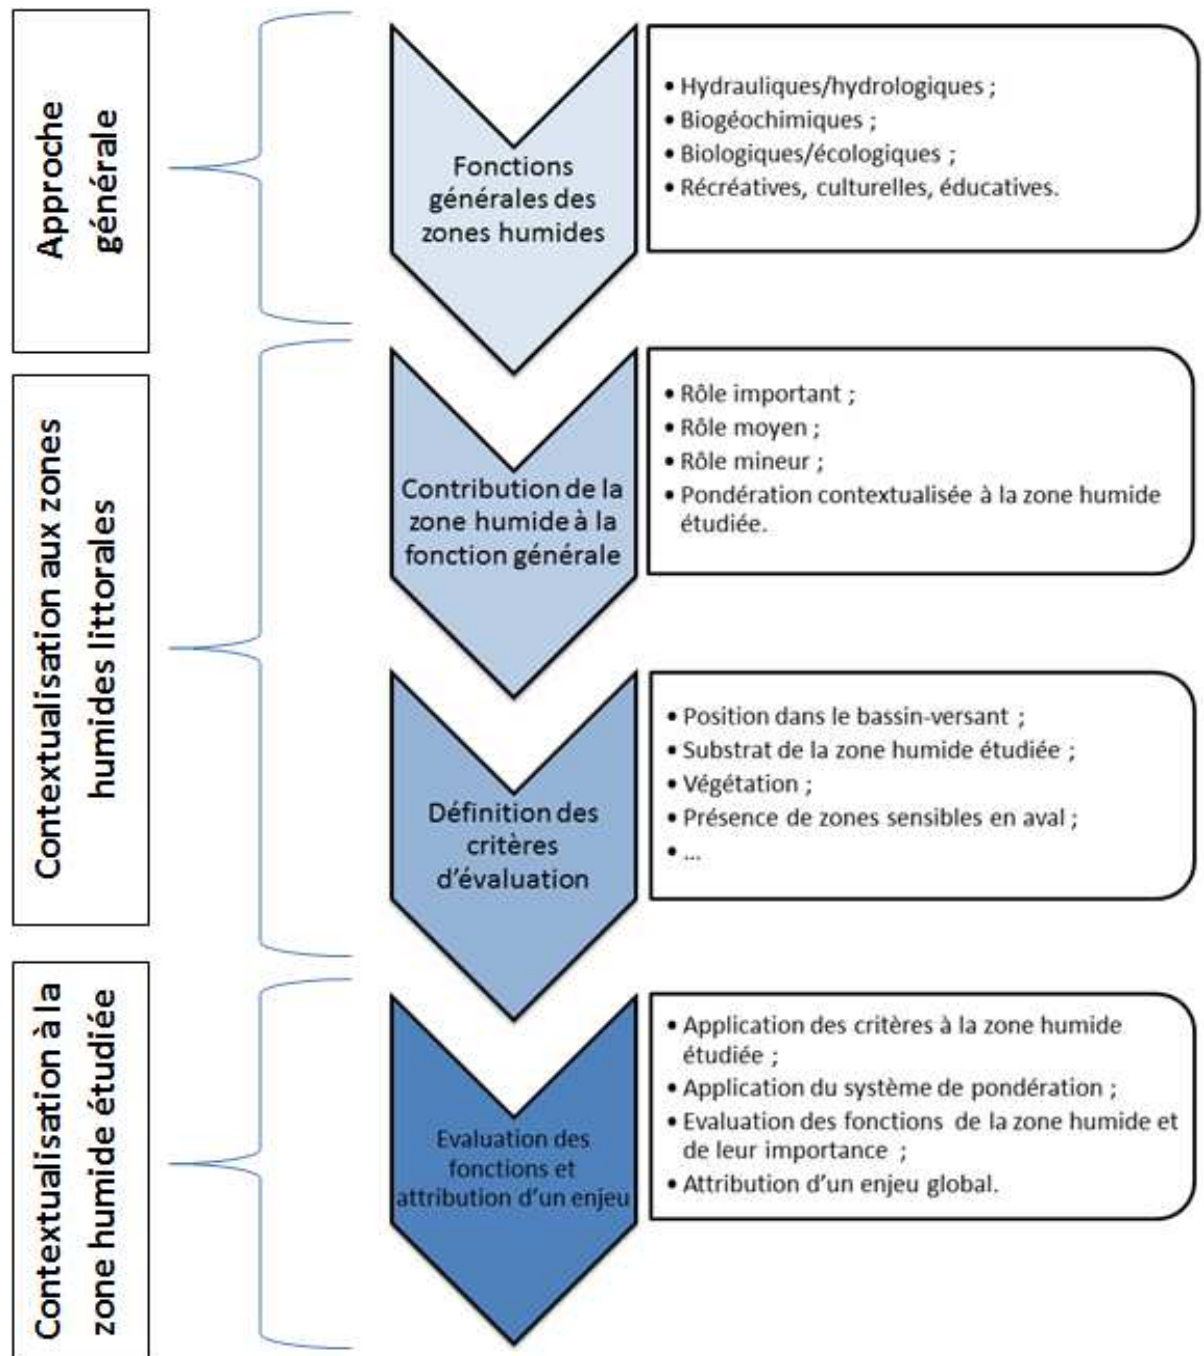 Approche
générale
Fonctions
générales des
zones humides
• Hydrauliques/hydrologiques ;
• Biogéochimiques ;
• Biologiques/écologiques ;
• Récréatives, culturelles, éducatives.
Contextualisation aux zones
humides littorales
Contribution de la
zone humide à la
fonction générale
• Rôle important ;
• Rôle moyen ;
• Rôle mineur ;
• Pondération contextualisée à la zone humide
étudiée.
Définition des
critères
d’évaluation
• Position dans le bassin-versant ;
• Substrat de la zone humide étudiée ;
• Végétation ;
• Présence de zones sensibles en aval ;
• ...
Contextualisation à la
zone humide étudiée
Evaluation des
fonctions et
attribution d’un enjeu
• Application des critères à la zone humide
étudiée ;
• Application du système de pondération ;
• Evaluation des fonctions de la zone humide et
de leur importance ;
• Attribution d’un enjeu global.